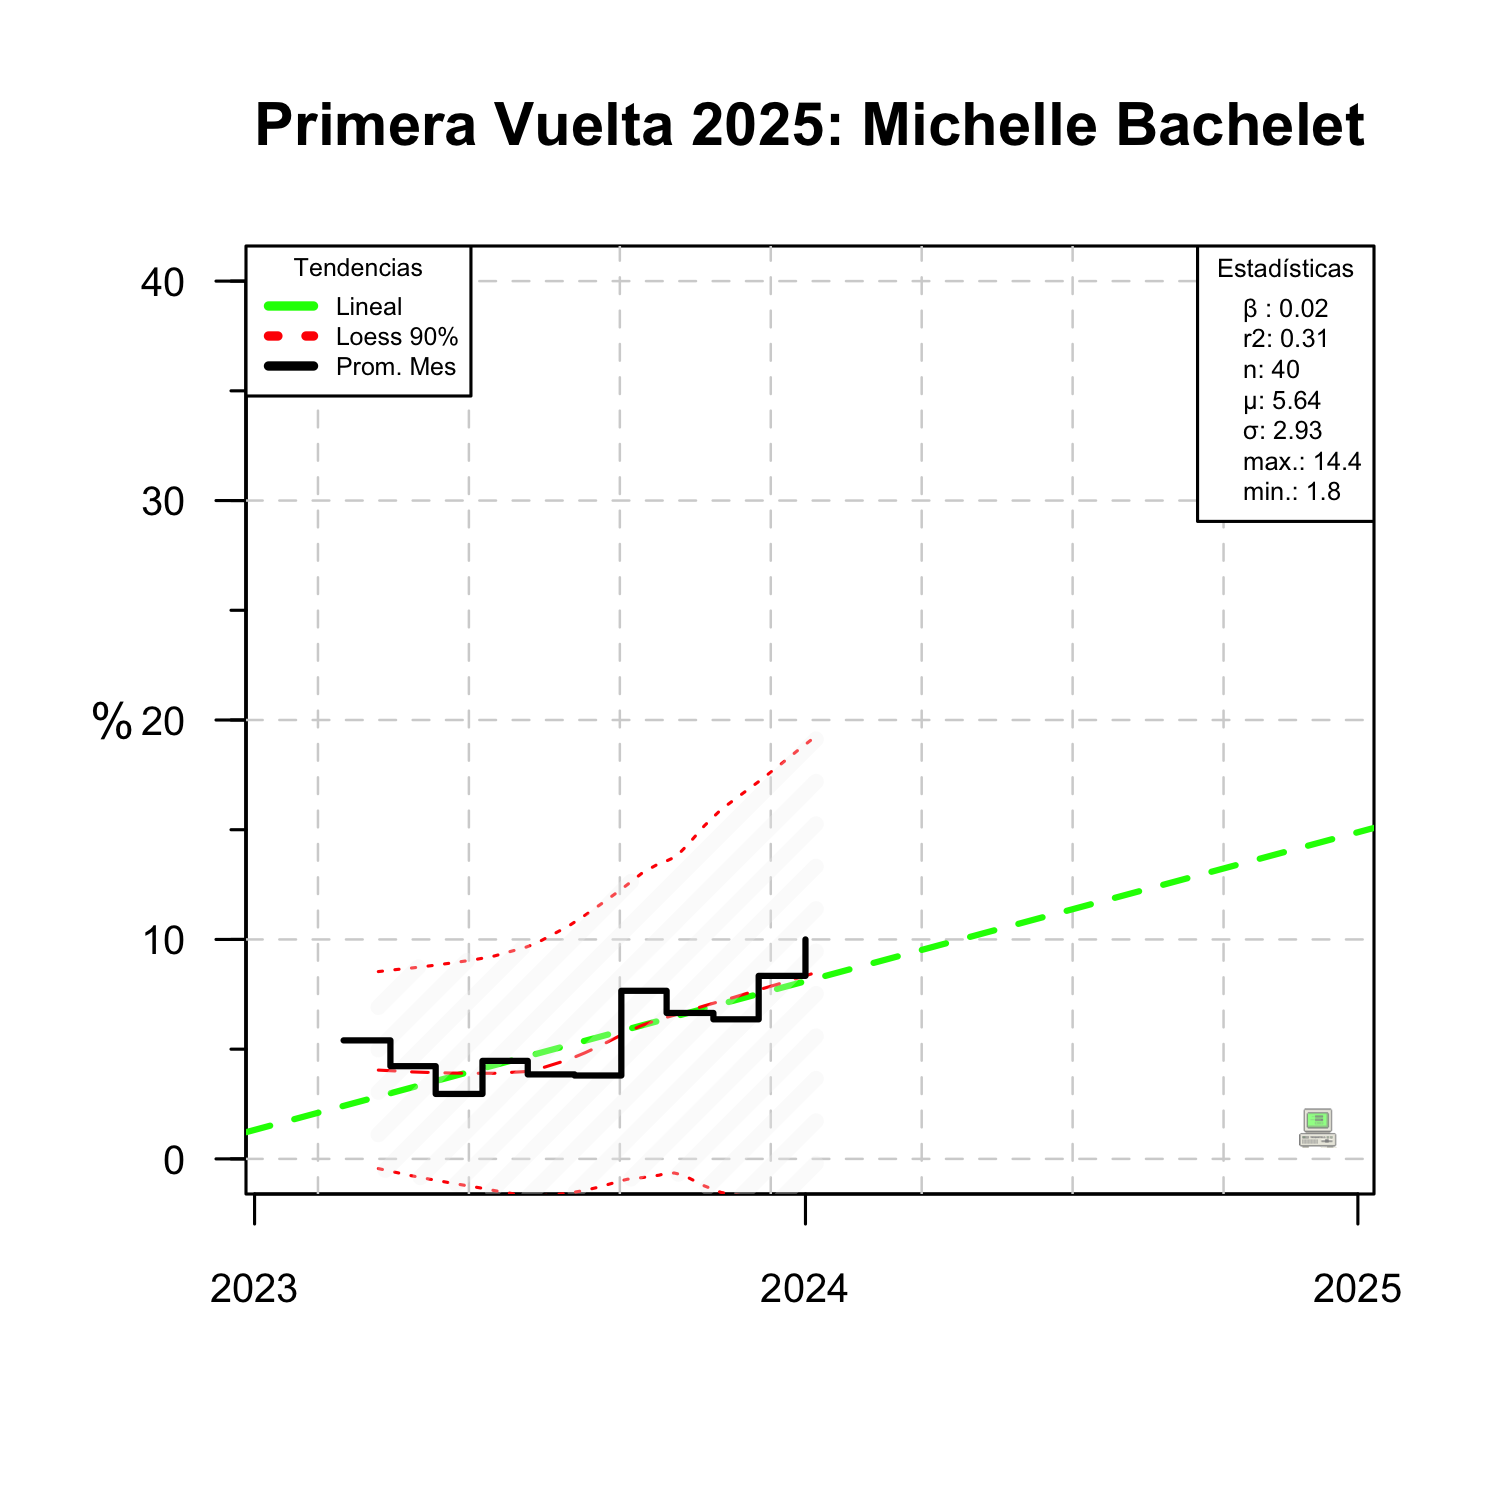 Primera Vuelta 2025: Michelle Bachelet
Tendencias
Lineal
Loess 90%
Prom. Mes
Estadísticas
β : 0.02
r2: 0.31
n: 40
μ: 5.64
σ: 2.93
max.: 14.4
min.: 1.8
40
30
% 20
10
0
2023 2024 2025